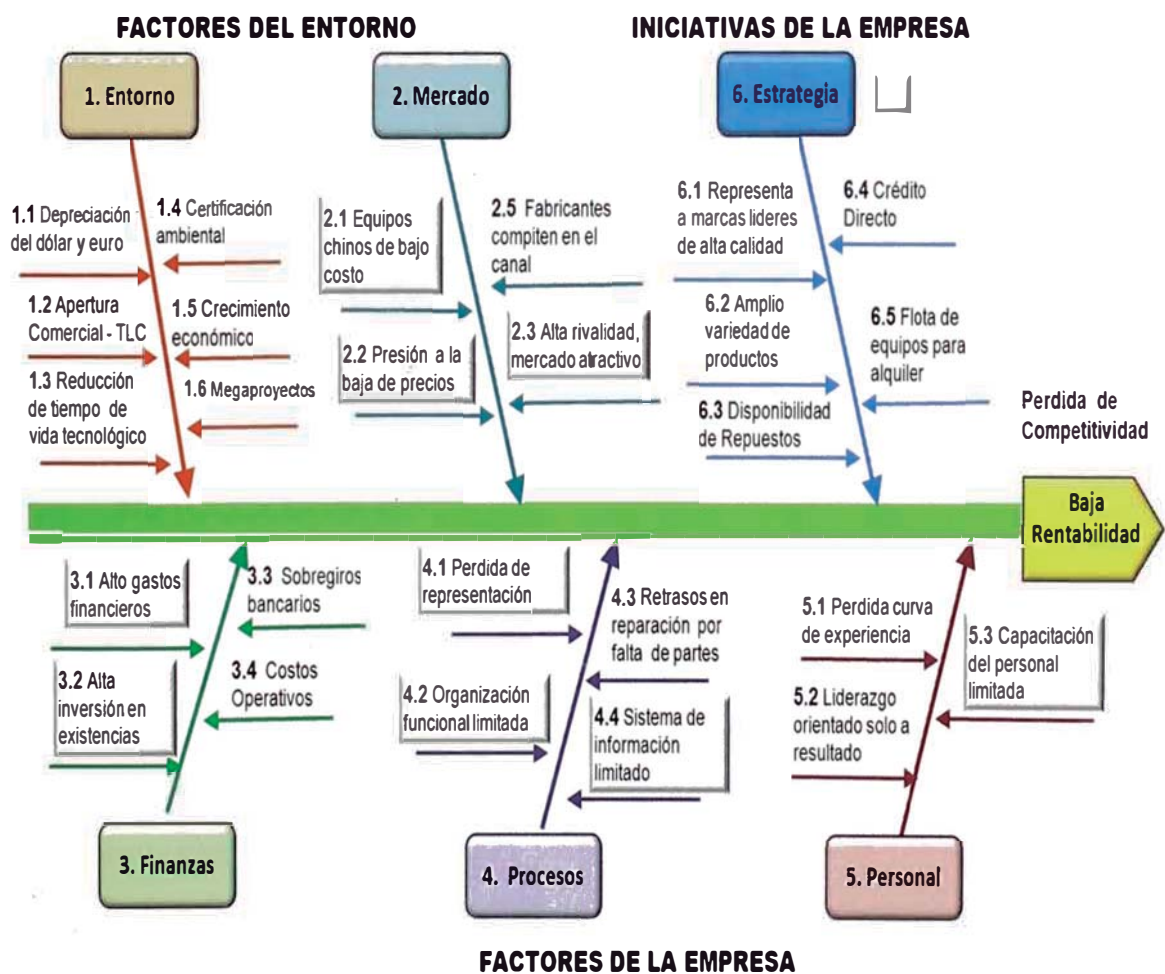 FACTORES DEL ENTORNO
INICIATIVAS DE LA EMPRESA
1. Entorno
2. Mercado
6. Estrategia
1.1 Depreciación
del dólar y euro
1.4 Certificación
ambiental
1.2 Apertura
Comercial - TLC
1.5 Crecimiento
económico
1.3 Reducción
de tiempo de
vida tecnológico
1.6 Megaproyectos
2.1 Equipos
chinos de bajo
costo
2.5 Fabricantes
compiten en el
canal
2.2 Presión a la
baja de precios
2.3 Alta rivalidad,
mercado atractivo
6.1 Representa
a marcas lideres
de alta calidad
6.4 Crédito
Directo
6.2 Amplio
variedad de
productos
6.5 Flota de
equipos para
alquiler
6.3 Disponibilidad
de Repuestos
Perdida de
Competitividad
Baja
Rentabilidad
3.1 Alto gastos
financieros
3.3 Sobregiros
bancarios
3.2 Alta
inversión en
existencias
3.4 Costos
Operativos
4.1 Perdida de
representación
4.3 Retrasos en
reparación por
falta de partes
4.2 Organización
funcional limitada
4.4 Sistema de
información
limitado
5.1 Perdida curva
de experiencia
5.3 Capacitación
del personal
limitada
5.2 Liderazgo
orientado solo a
resultado
3. Finanzas
4. Procesos
5. Personal
FACTORES DE LA EMPRESA